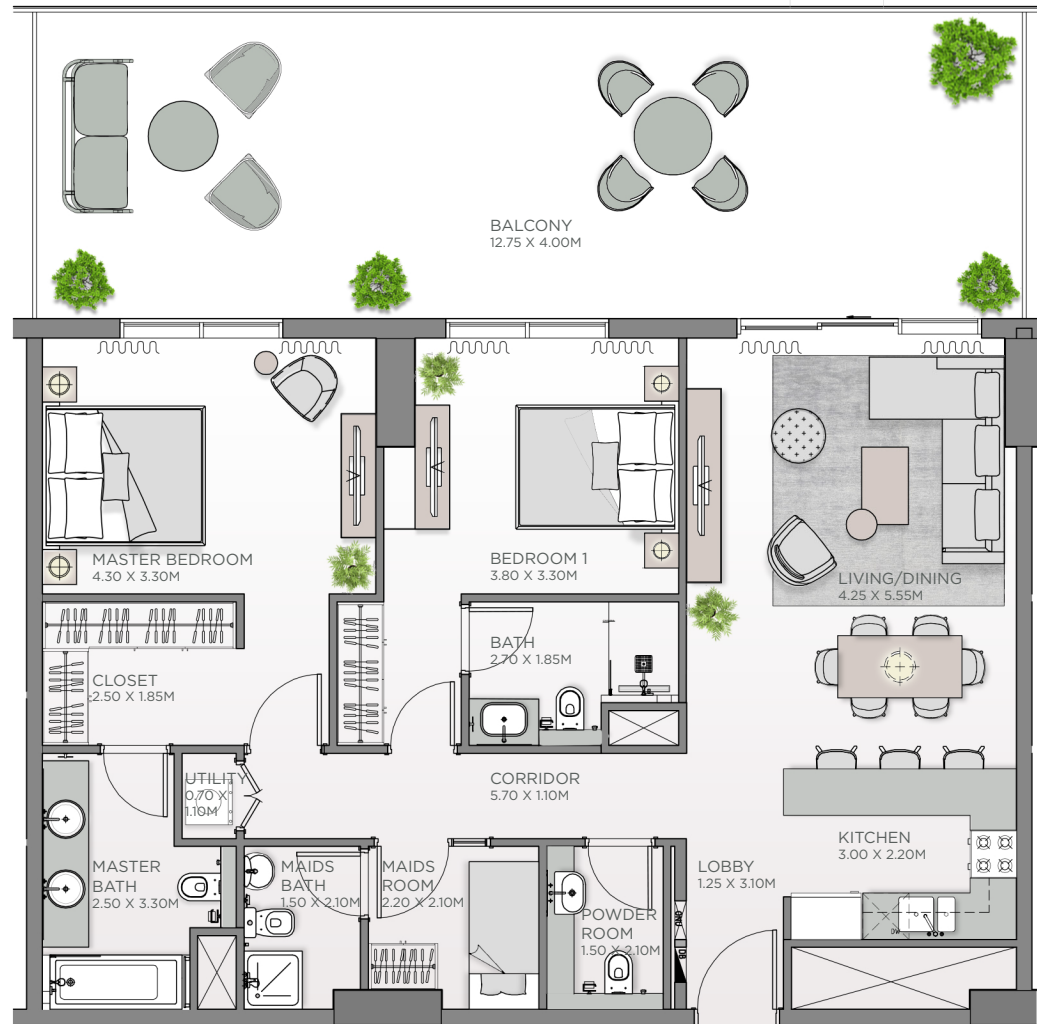 BALCONY
12.75 X 4.00M
MASTER BEDROOM
4.30 X 3.30M
BEDROOM 1
3.80 X 3.30M
LIVING/DINING
4.25 X 5.55M
BATH
2.70 X 1.85M
CLOSET
2.50 X 1.85M
UTILITY
0.70 X
1.10M
CORRIDOR
5.70 X 1.10M
KITCHEN
3.00 X 2.20M
MASTER
BATH
2.50 X 3.30M
MAIDS
BATH
1.50 X 2.10M
MAIDS
ROOM
2.20 X 2.10M
LOBBY
1.25 X 3.10M
POWDER
ROOM
1.50 X 2.10M
DW
DB